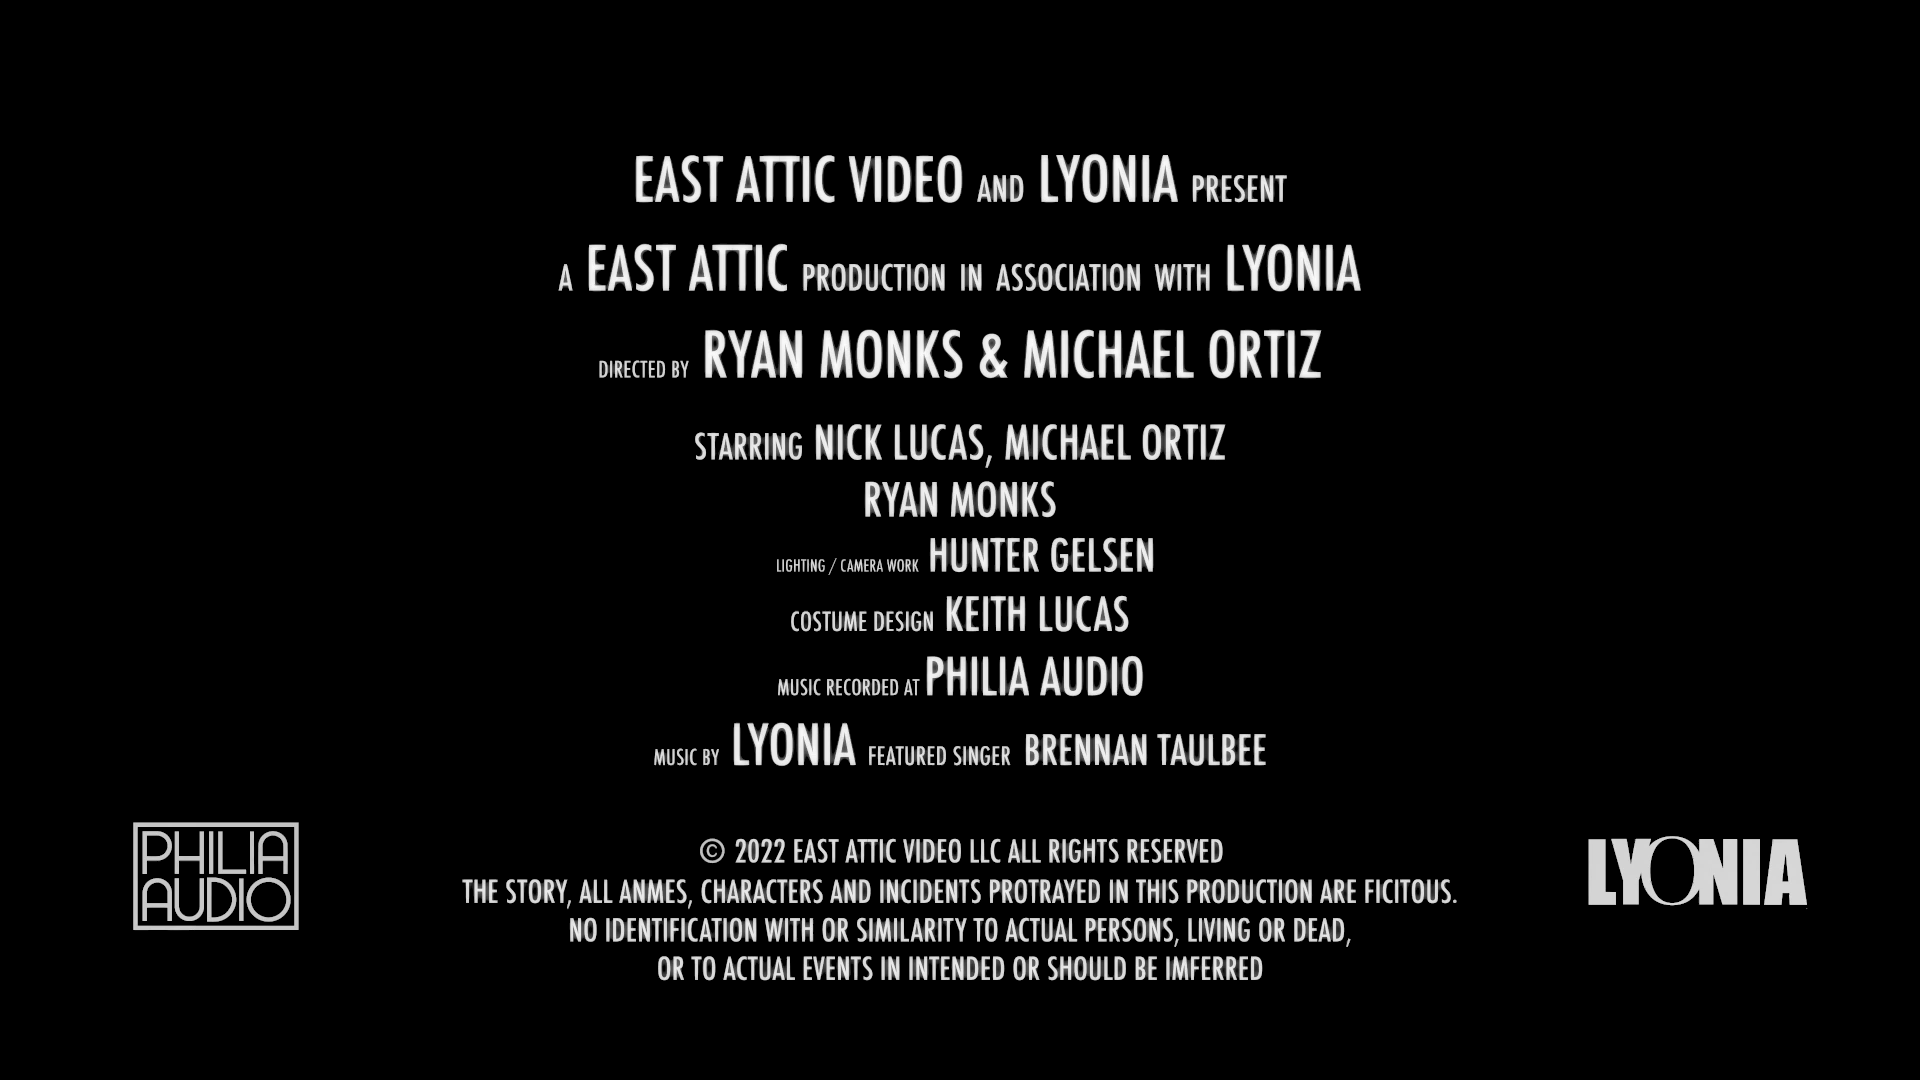 EAST ATTIC VIDEO AND LYONIA PRESENT
A EAST ATTIC PRODUCTION IN ASSOCIATION WITH LYONIA
DIRECTED BY RYAN MONKS & MICHAEL ORTIZ
STARRING NICK LUCAS, MICHAEL ORTIZ
RYAN MONKS
LIGHTING / CAMERA WORK HUNTER GELSEN
COSTUME DESIGN KEITH LUCAS
MUSIC RECORDED AT PHILIA AUDIO
MUSIC BY LYONIA FEATURED SINGER BRENNAN TAULBEE
PHILIA
AUDIO
© 2022 EAST ATTIC VIDEO LLC ALL RIGHTS RESERVED
THE STORY, ALL ANMES, CHARACTERS AND INCIDENTS PROTRAYED IN THIS PRODUCTION ARE FICITOUS.
NO IDENTIFICATION WITH OR SIMILARITY TO ACTUAL PERSONS, LIVING OR DEAD,
OR TO ACTUAL EVENTS IN INTENDED OR SHOULD BE IMFERRED
LYONIA